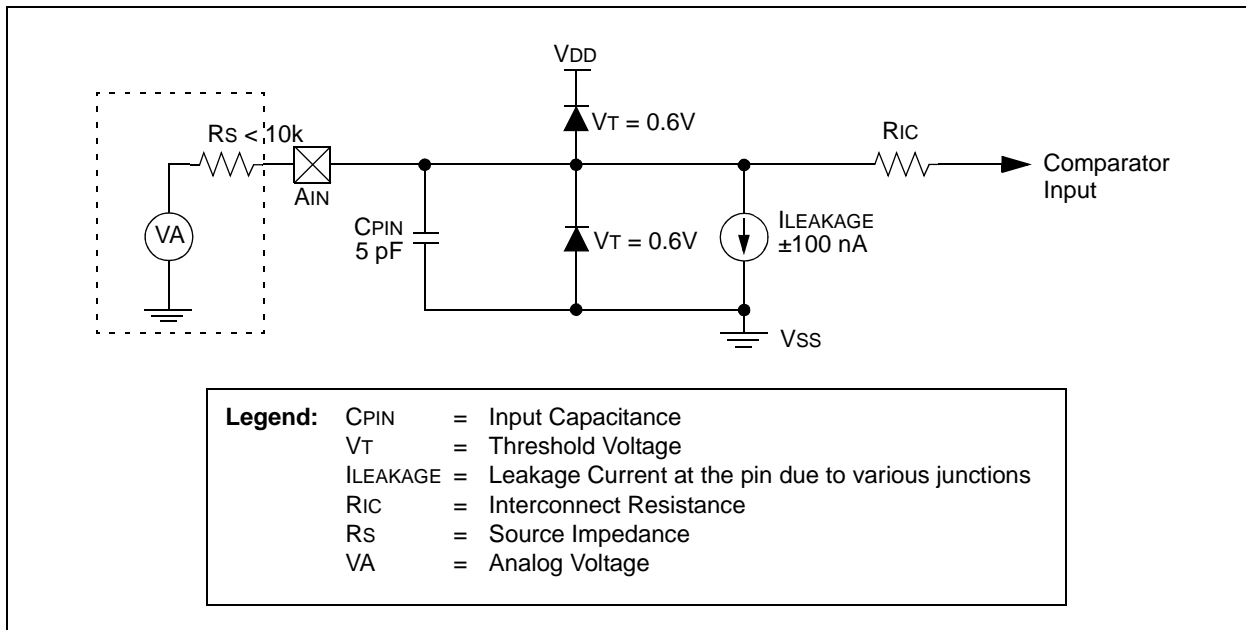 VDD
VT = 0.6V
RS < 10k
RIC
AIN
Comparator
Input
VA
CPIN
5 pF
VT = 0.6V
ILEAKAGE
±100 nA
VSS
Legend: CPIN = Input Capacitance
VT = Threshold Voltage
ILEAKAGE = Leakage Current at the pin due to various junctions
RIC = Interconnect Resistance
RS = Source Impedance
VA = Analog Voltage